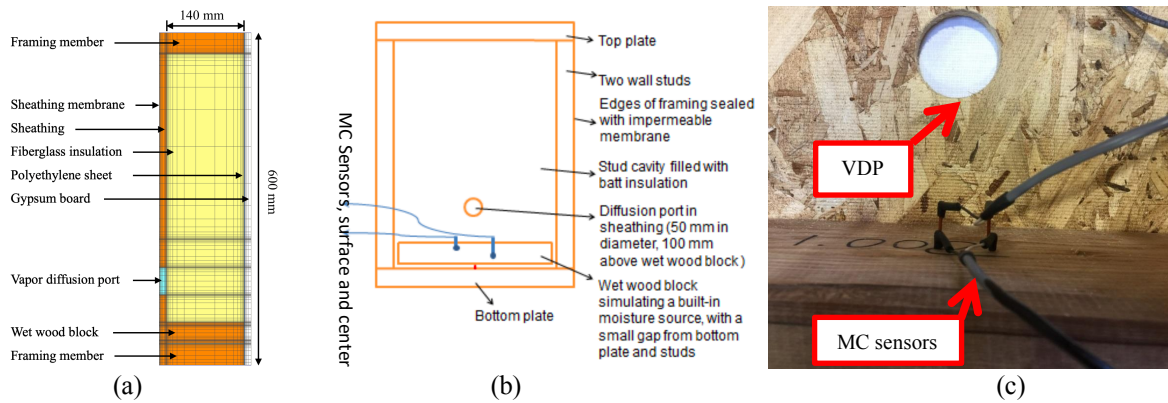 140 mm
Framing member
Sheathing membrane
Sheathing
Fiberglass insulation
Polyethylene sheet
Gypsum board
600 mm
Vapor diffusion port
Wet wood block
Framing member
(a)
MC Sensors, surface and center
Top plate
Two wall studs
Edges of framing sealed
with impermeable
membrane
Stud cavity filled with
batt insulation
Diffusion port in
sheathing (50 mm in
diameter, 100 mm
above wet wood block )
Wet wood block
simulating a built-in
moisture source, with a
small gap from bottom
plate and studs
Bottom plate
(b)
VDP
MC sensors
(c)